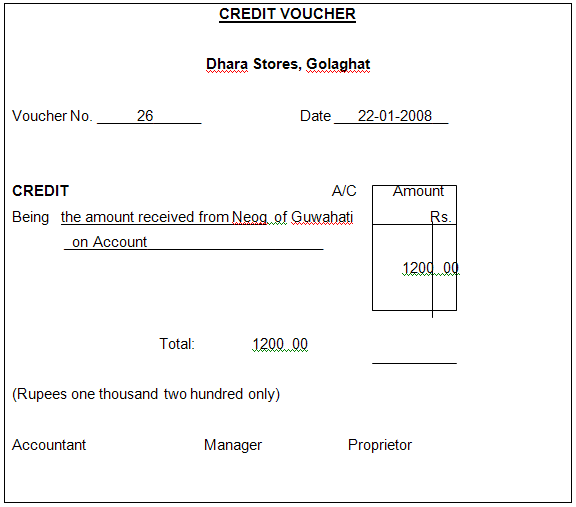 CREDIT VOUCHER
Dhara Stores, Golaghat
Voucher No. 26 Date 22-01-2008
CREDIT A/C Amount
Being the amount received from Neog of Guwahati Rs.
on Account
1200 00
Total: 1200 00
(Rupees one thousand two hundred only)
Accountant Manager Proprietor